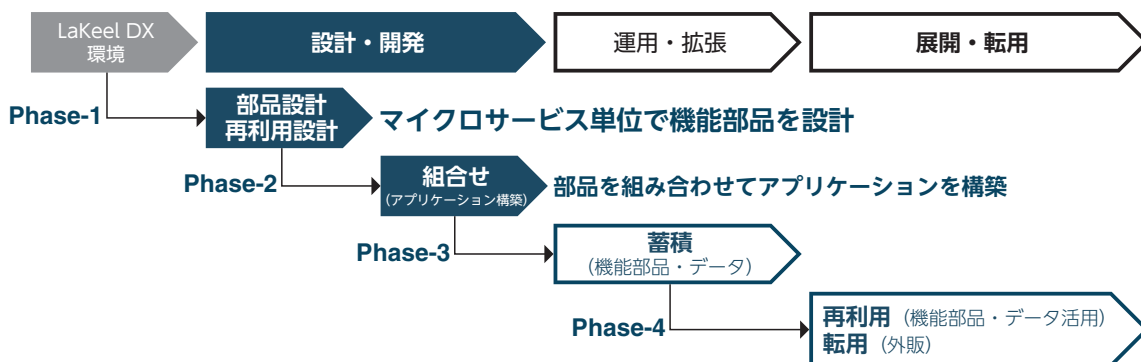 LaKeel DX
環境
設計・開発
運用・拡張
展開・転用
Phase-1
部品設計
再利用設計
マイクロサービス単位で機能部品を設計
Phase-2
組合せ
(アプリケーション構築)
部品を組み合わせてアプリケーションを構築
Phase-3
蓄積
(機能部品・データ)
Phase-4
再利用 (機能部品・データ活用)
転用 (外販)